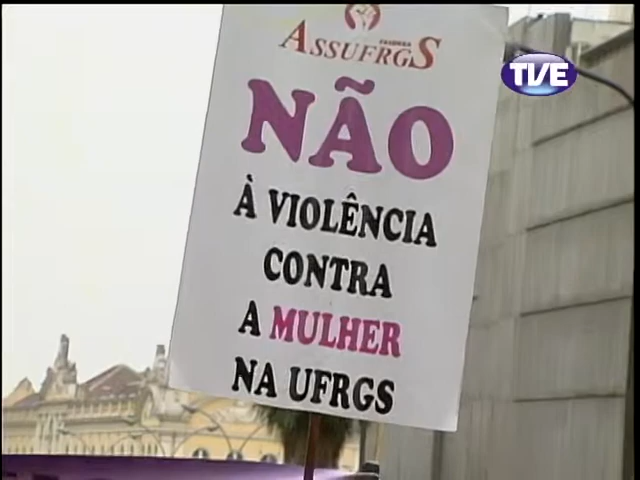 ASSUFRGS
TVE
NÃO
À VIOLÊNCIA
CONTRA
A MULHER
NA UFRGS